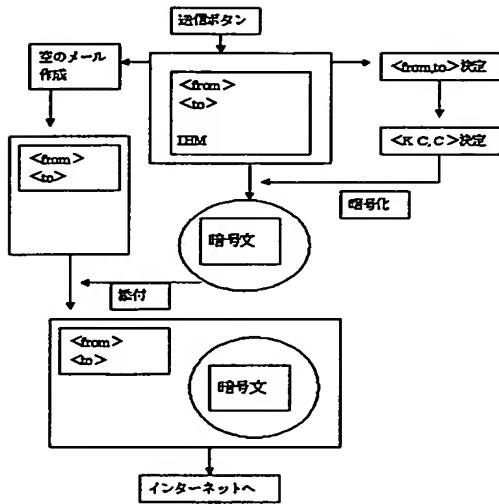 送信ボタン
空のメール
作成
<from>
<to>
IHM
<from,to>決定
<K C, C>決定
<from>
<to>
暗号化
暗号文
添付
<from>
<to>
暗号文
インターネットへ